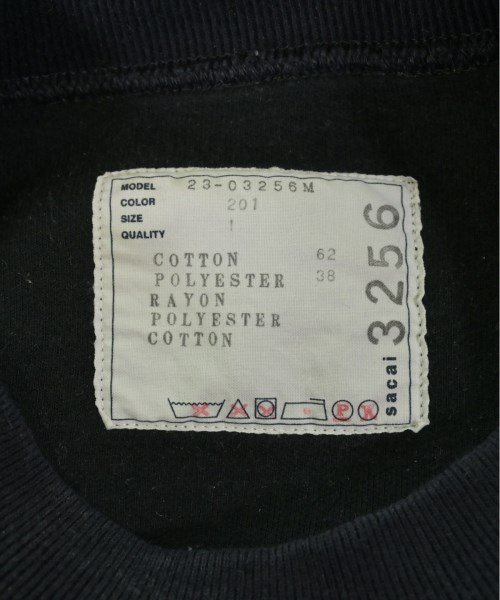 MODEL 23-03256M
COLOR 201
SIZE 1
QUALITY
COTTON 62
POLYESTER 38
RAYON
POLYESTER
COTTON
P W
sacai 3256